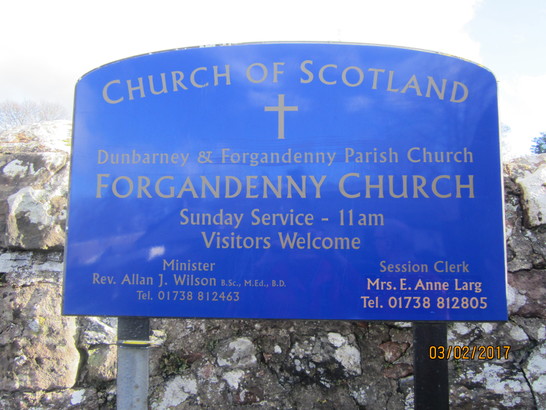 CHURCH OF SCOTLAND
Dunbarney & Forgandenny Parish Church
FORGANDENNY CHURCH
Sunday Service - 11am
Visitors Welcome
Minister
Rev. Allan J. Wilson B.Sc., M.Ed., B.D.
Tel. 01738 812463
Session Clerk
Mrs. E. Anne Larg
Tel. 01738 812805
03/02/2017